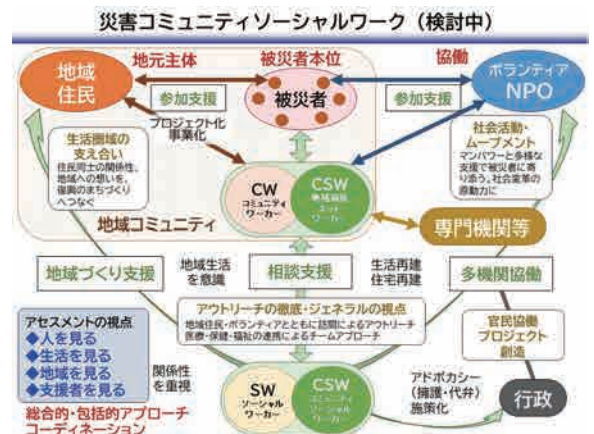 災害コミュニティソーシャルワーク（検討中）
地元主体
被災者本位
協働
地域
住民
被災者
ボランティア
NPO
参加支援
参加支援
プロジェクト化
事業化
生活圏域の
支え合い
住民同士の関係性、
地域への想いを、
復興のまちづくり
へつなぐ
社会活動・
ムーブメント
マンパワーと多様な
支援で被災者に寄
り添う、社会変革の
原動力に
CW
コミュニティ
ワーカー
CSW
地域福祉
ネット
ワーカー
地域コミュニティ
専門機関等
地域づくり支援
地域生活
を意識
相談支援
生活再建
住宅再建
多機関協働
アウトリーチの徹底・ジェネラルの視点
地域住民・ボランティアとともに訪問によるアウトリーチ
医療・保健・福祉の連携によるチームアプローチ
アセスメントの視点
◆人を見る
◆生活を見る
◆地域を見る
◆支援者を見る
関係性
を重視
官民協働
プロジェクト
創造
SW
ソーシャル
ワーカー
CSW
コミュニティ
ソーシャル
ワーカー
アドボカシー
（擁護・代弁）
施策化
行政
総合的・包括的アプローチ
コーディネーション